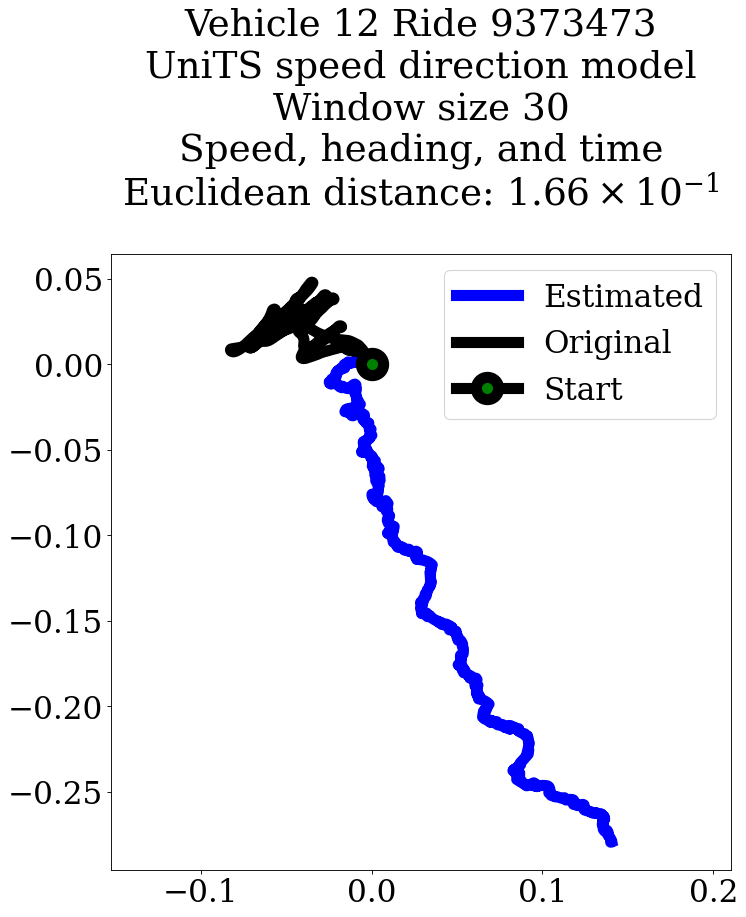 Vehicle 12 Ride 9373473
UniTS speed direction model
Window size 30
Speed, heading, and time
Euclidean distance: 1.66 × 10⁻¹
Estimated
Original
Start
0.05
0.00
−0.05
−0.10
−0.15
−0.20
−0.25
−0.1 0.0 0.1 0.2